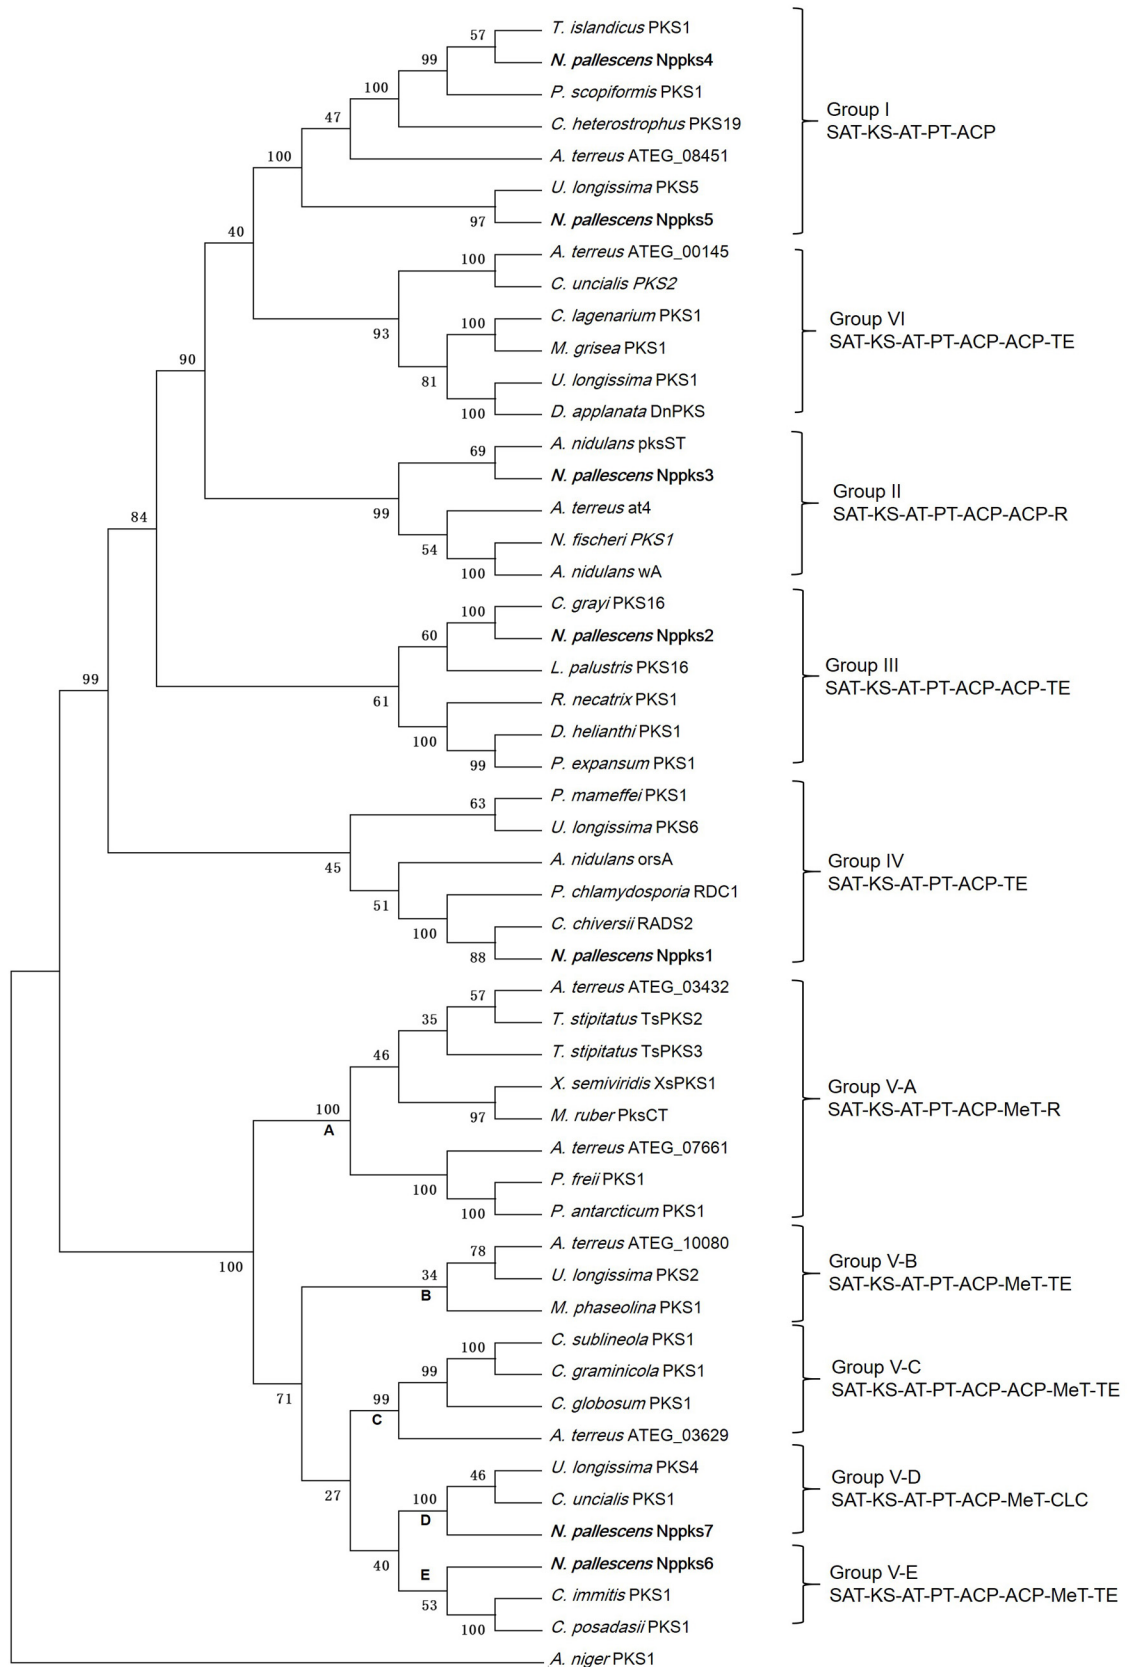 57
T. islandicus PKS1
99
N. pallescens Nppks4
100
P. scopiformis PKS1
47
C. heterostrophus PKS19
100
A. terreus ATEG_08451
U. longissima PKS5
97
N. pallescens Nppks5
Group I
SAT-KS-AT-PT-ACP
40
A. terreus ATEG_00145
100
C. uncialis PKS2
93
C. lagenarium PKS1
100
M. grisea PKS1
81
U. longissima PKS1
100
D. applanata DnPKS
Group VI
SAT-KS-AT-PT-ACP-ACP-TE
90
A. nidulans pksST
69
N. pallescens Nppks3
99
A. terreus at4
54
N. fischeri PKS1
100
A. nidulans wA
Group II
SAT-KS-AT-PT-ACP-ACP-R
84
C. grayi PKS16
100
N. pallescens Nppks2
60
L. palustris PKS16
61
R. necatrix PKS1
100
D. helianthi PKS1
99
P. expansum PKS1
Group III
SAT-KS-AT-PT-ACP-ACP-TE
99
P. mameffei PKS1
63
U. longissima PKS6
45
A. nidulans orsA
51
P. chlamydosporia RDC1
100
C. chiversii RADS2
88
N. pallescens Nppks1
Group IV
SAT-KS-AT-PT-ACP-TE
A. terreus ATEG_03432
57
T. stipitatus TsPKS2
35
T. stipitatus TsPKS3
46
X. semiviridis XsPKS1
97
M. ruber PksCT
100
A
A. terreus ATEG_07661
100
P. freii PKS1
100
P. antarcticum PKS1
Group V-A
SAT-KS-AT-PT-ACP-MeT-R
100
A. terreus ATEG_10080
78
U. longissima PKS2
34
B
M. phaseolina PKS1
Group V-B
SAT-KS-AT-PT-ACP-MeT-TE
71
C. sublineola PKS1
100
C. graminicola PKS1
99
C. globosum PKS1
99
C
A. terreus ATEG_03629
Group V-C
SAT-KS-AT-PT-ACP-ACP-MeT-TE
27
U. longissima PKS4
46
C. uncialis PKS1
100
D
N. pallescens Nppks7
Group V-D
SAT-KS-AT-PT-ACP-MeT-CLC
40
N. pallescens Nppks6
E
53
C. immitis PKS1
100
C. posadasii PKS1
Group V-E
SAT-KS-AT-PT-ACP-ACP-MeT-TE
A. niger PKS1